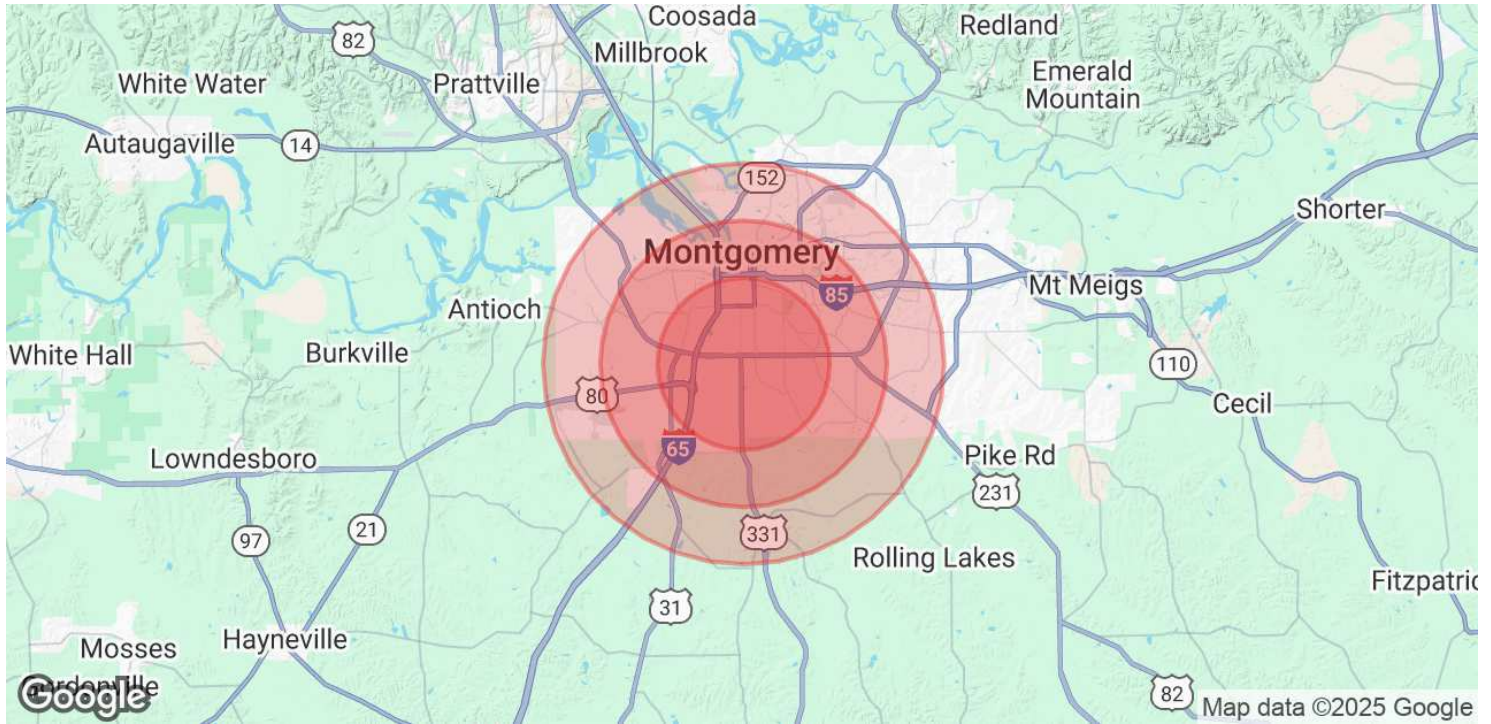 Coosada
Redland
82
Millbrook
Emerald
Mountain
White Water
Prattville
Autaugaville
14
152
Shorter
Montgomery
85
Mt Meigs
Antioch
White Hall
Burkville
110
80
Cecil
65
Lowndesboro
Pike Rd
231
97
21
331
Rolling Lakes
Fitzpatric
31
Hayneville
Mosses
Gordonville
Google
82
Map data ©2025 Google